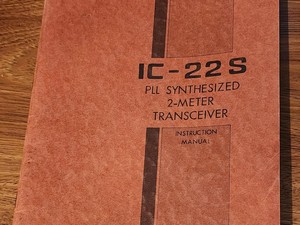 IC-22S
PLL SYNTHESIZED
2-METER
TRANSCEIVER
INSTRUCTION
MANUAL